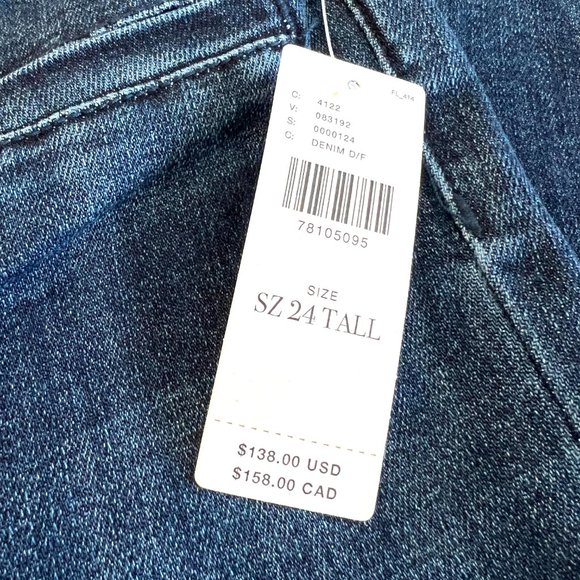 FL_414
C: 4122
V: 083192
S: 0000124
C: DENIM D/F
78105095
SIZE
SZ 24 TALL
$138.00 USD
$158.00 CAD